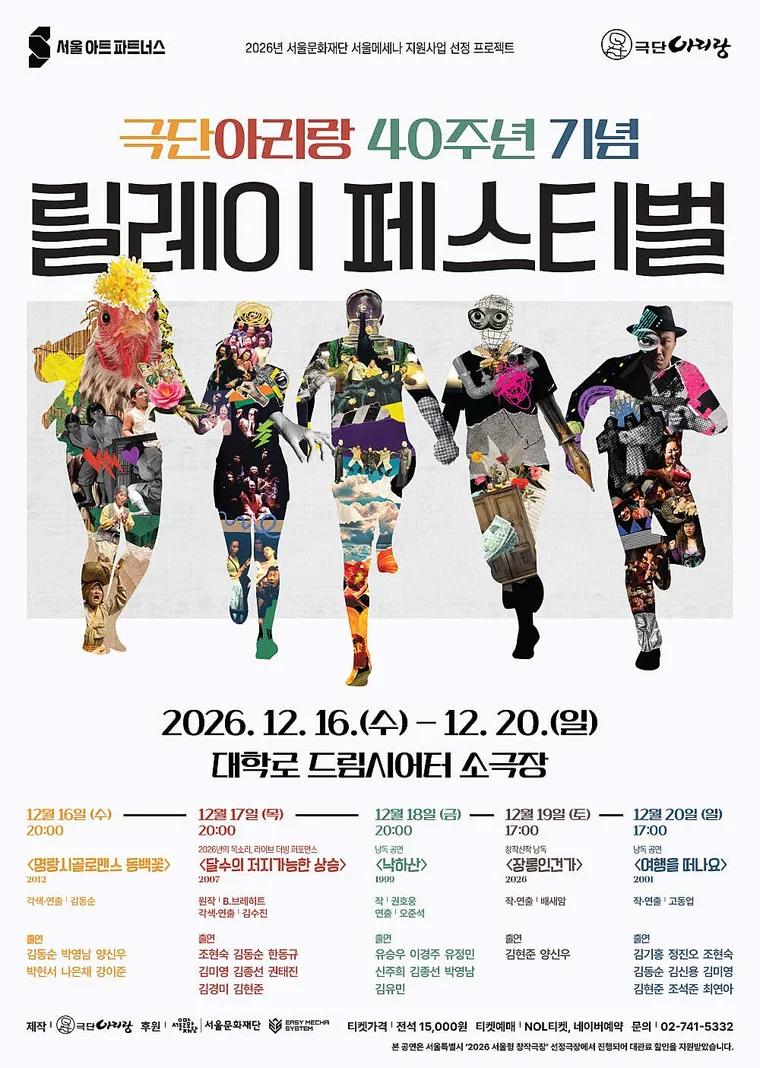 서울 아트 파트너스
2026년 서울문화재단 서울메세나 지원사업 선정 프로젝트
극단 아리랑
극단아리랑 40주년 기념
릴레이 페스티벌
2026. 12. 16.(수) – 12. 20.(일)
대학로 드림시어터 소극장
12월 16일 (수)
20:00
〈명랑시골로맨스 동백꽃〉
2012
각색·연출 | 김동순
출연
김동순 박영남 양신우
박현서 나은채 강이준
12월 17일 (목)
20:00
2026년의 목소리, 라이브 더빙 퍼포먼스
〈달수의 저지가능한 상승〉
2007
원작 | B.브레히트
각색·연출 | 김수진
출연
조현숙 김동순 한동규
김미영 김종선 권태진
김경미 김현준
12월 18일 (금)
20:00
낭독 공연
〈낙하산〉
1999
작 | 권호웅
연출 | 오준석
출연
유승우 이경주 유정민
신주희 김종선 박영남
김유민
12월 19일 (토)
17:00
창작신작 낭독
〈장롱인건가〉
2026
작·연출 | 배새암
출연
김현준 양신우
12월 20일 (일)
17:00
낭독 공연
〈여행을 떠나요〉
2001
작·연출 | 고동업
출연
김기흥 정진오 조현숙
김동순 김신용 김미영
김현준 조석준 최연아
제작 | 극단 아리랑 후원 | 서울문화재단 EASY MECHA SYSTEM 티켓가격 | 전석 15,000원 티켓예매 | NOL티켓, 네이버예약 문의 | 02-741-5332
본 공연은 서울특별시 '2026 서울형 창작극장' 선정극장에서 진행되어 대관료 할인을 지원받았습니다.